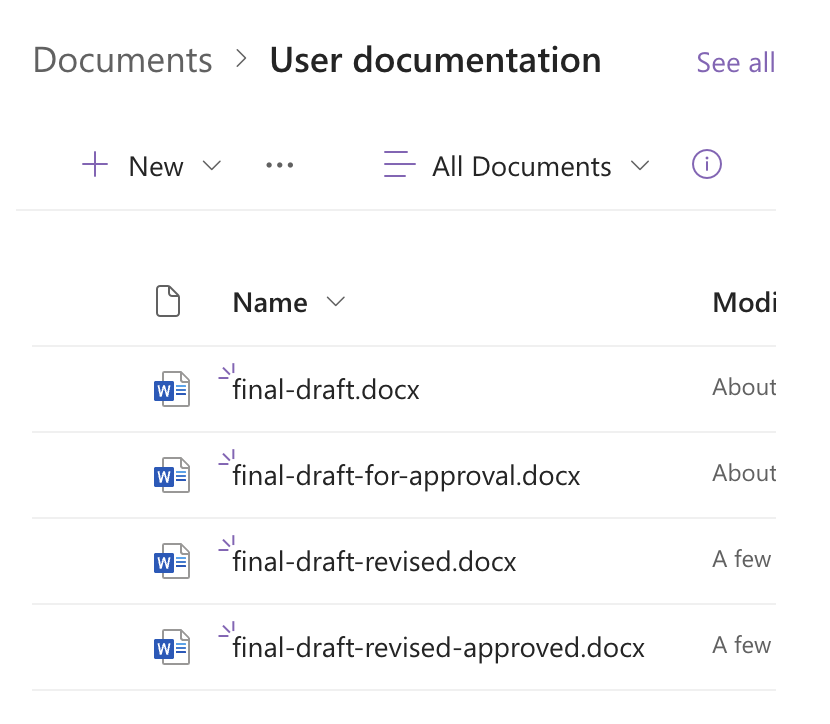 Documents > User documentation See all
+ New ... All Documents
Name Modi
W final-draft.docx About
W final-draft-for-approval.docx About
W final-draft-revised.docx A few
W final-draft-revised-approved.docx A few